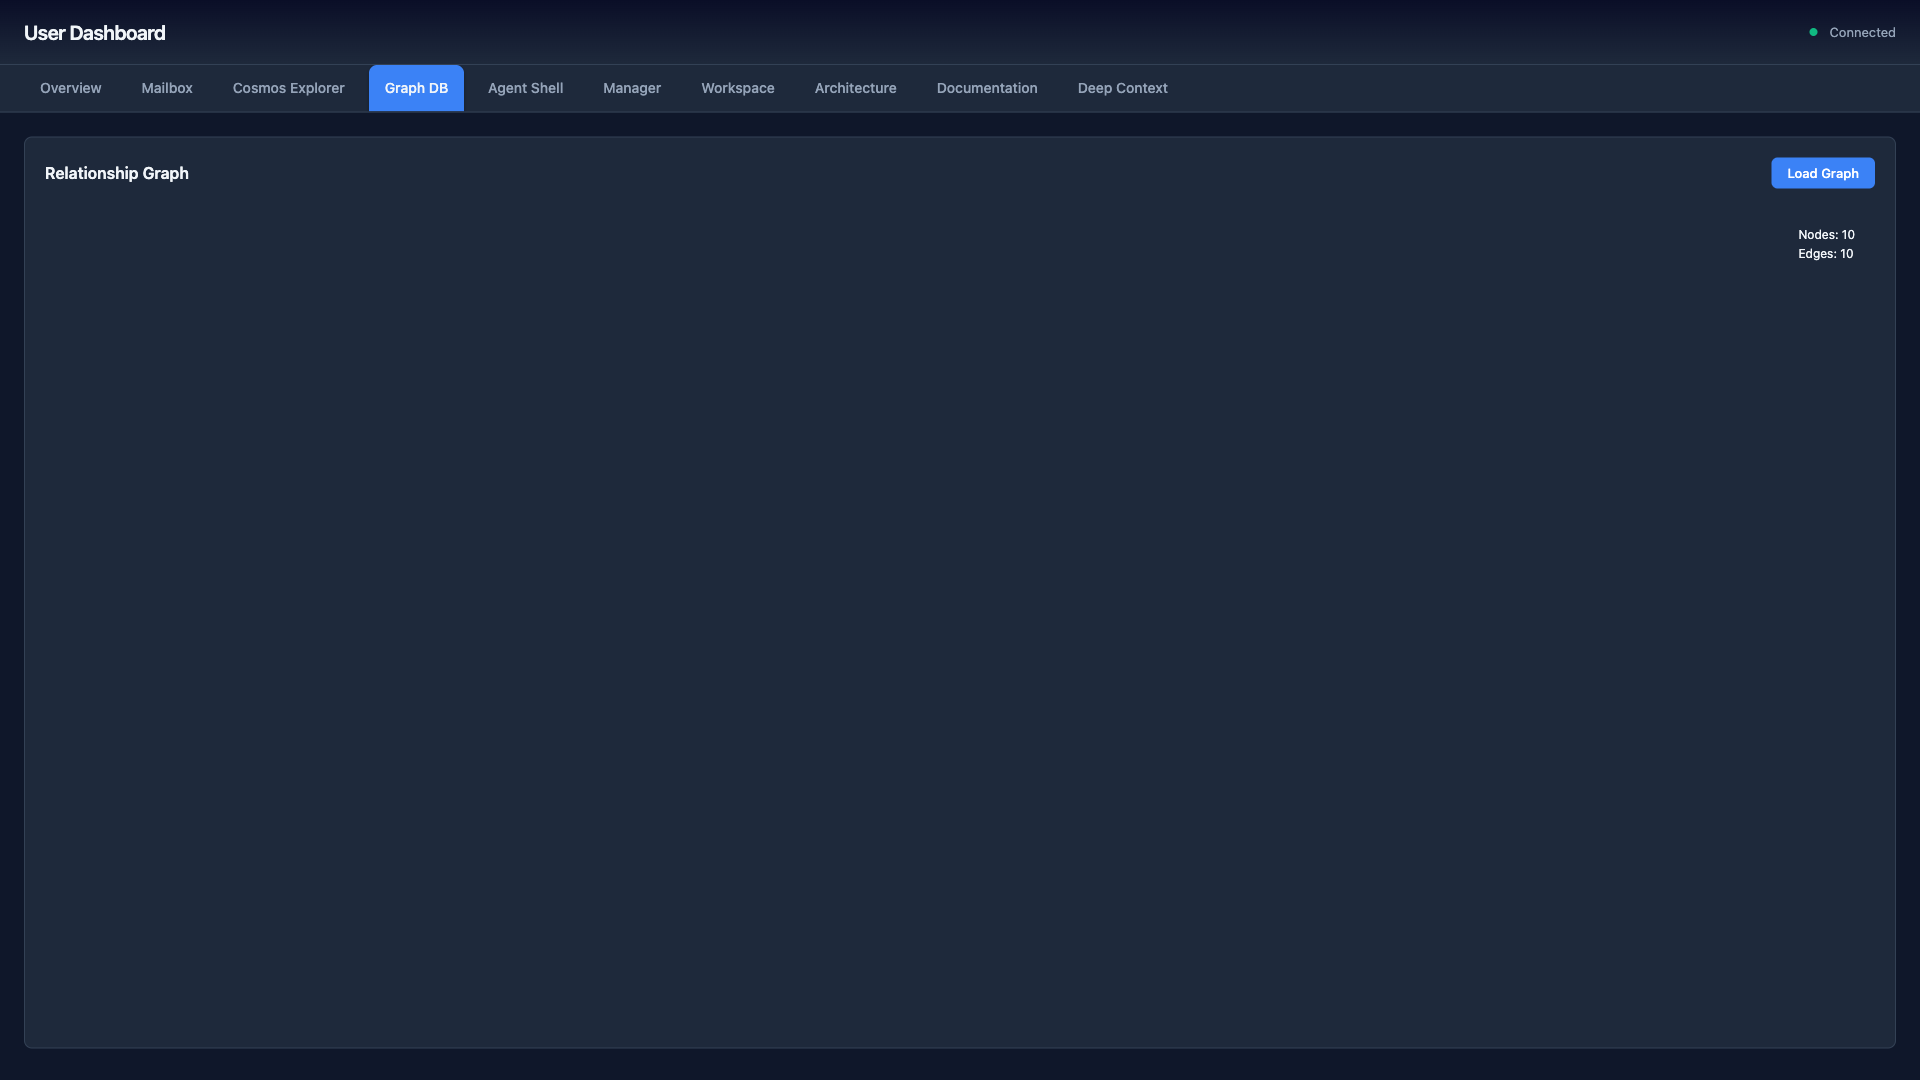 User Dashboard
Connected
Overview Mailbox Cosmos Explorer Graph DB Agent Shell Manager Workspace Architecture Documentation Deep Context
Relationship Graph
Load Graph
Nodes: 10
Edges: 10